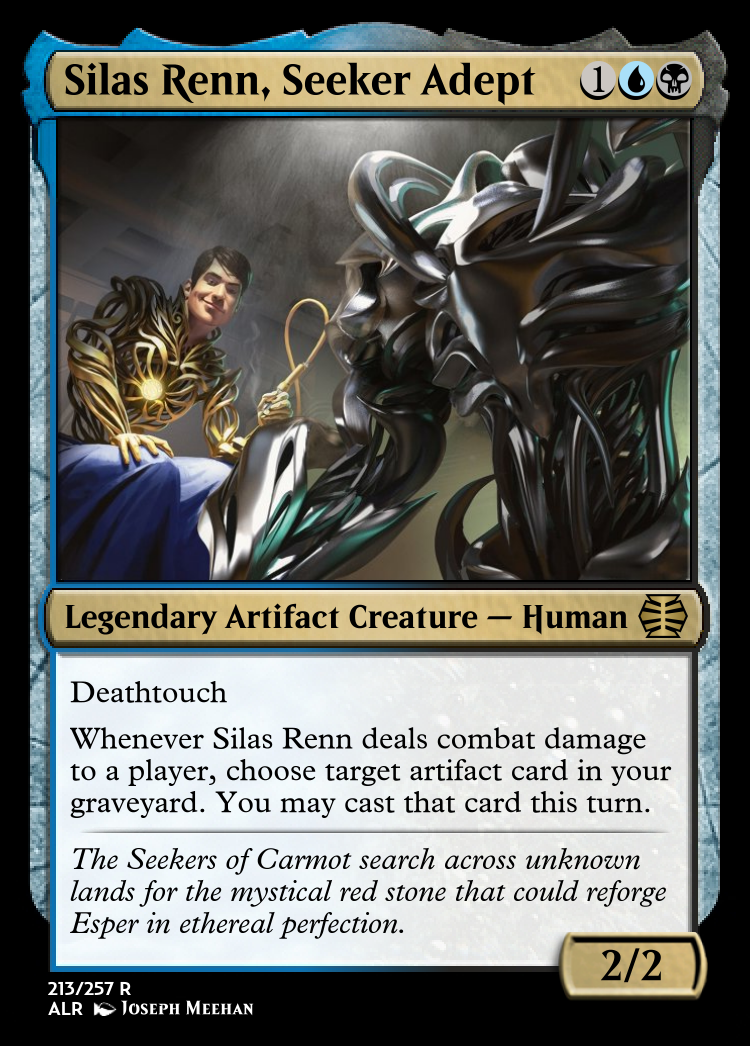 Silas Renn, Seeker Adept 1
Legendary Artifact Creature — Human
Deathtouch
Whenever Silas Renn deals combat damage
to a player, choose target artifact card in your
graveyard. You may cast that card this turn.
The Seekers of Carmot search across unknown
lands for the mystical red stone that could reforge
Esper in ethereal perfection.
2/2
213/257 R
ALR Joseph Meehan